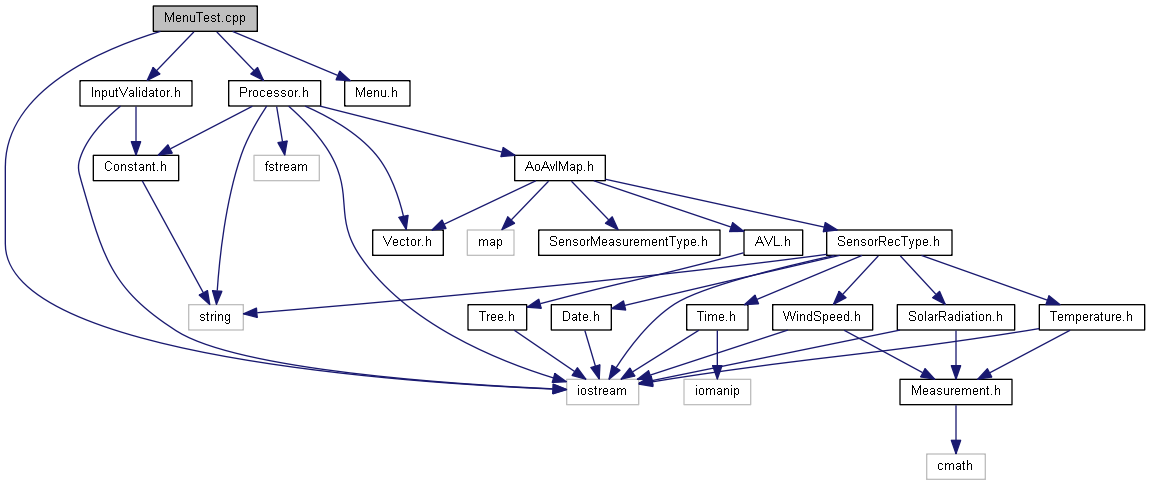 MenuTest.cpp
InputValidator.h
Processor.h
Menu.h
Constant.h
fstream
AoAvlMap.h
Vector.h
map
SensorMeasurementType.h
AVL.h
SensorRecType.h
string
Tree.h
Date.h
Time.h
WindSpeed.h
SolarRadiation.h
Temperature.h
iostream
iomanip
Measurement.h
cmath